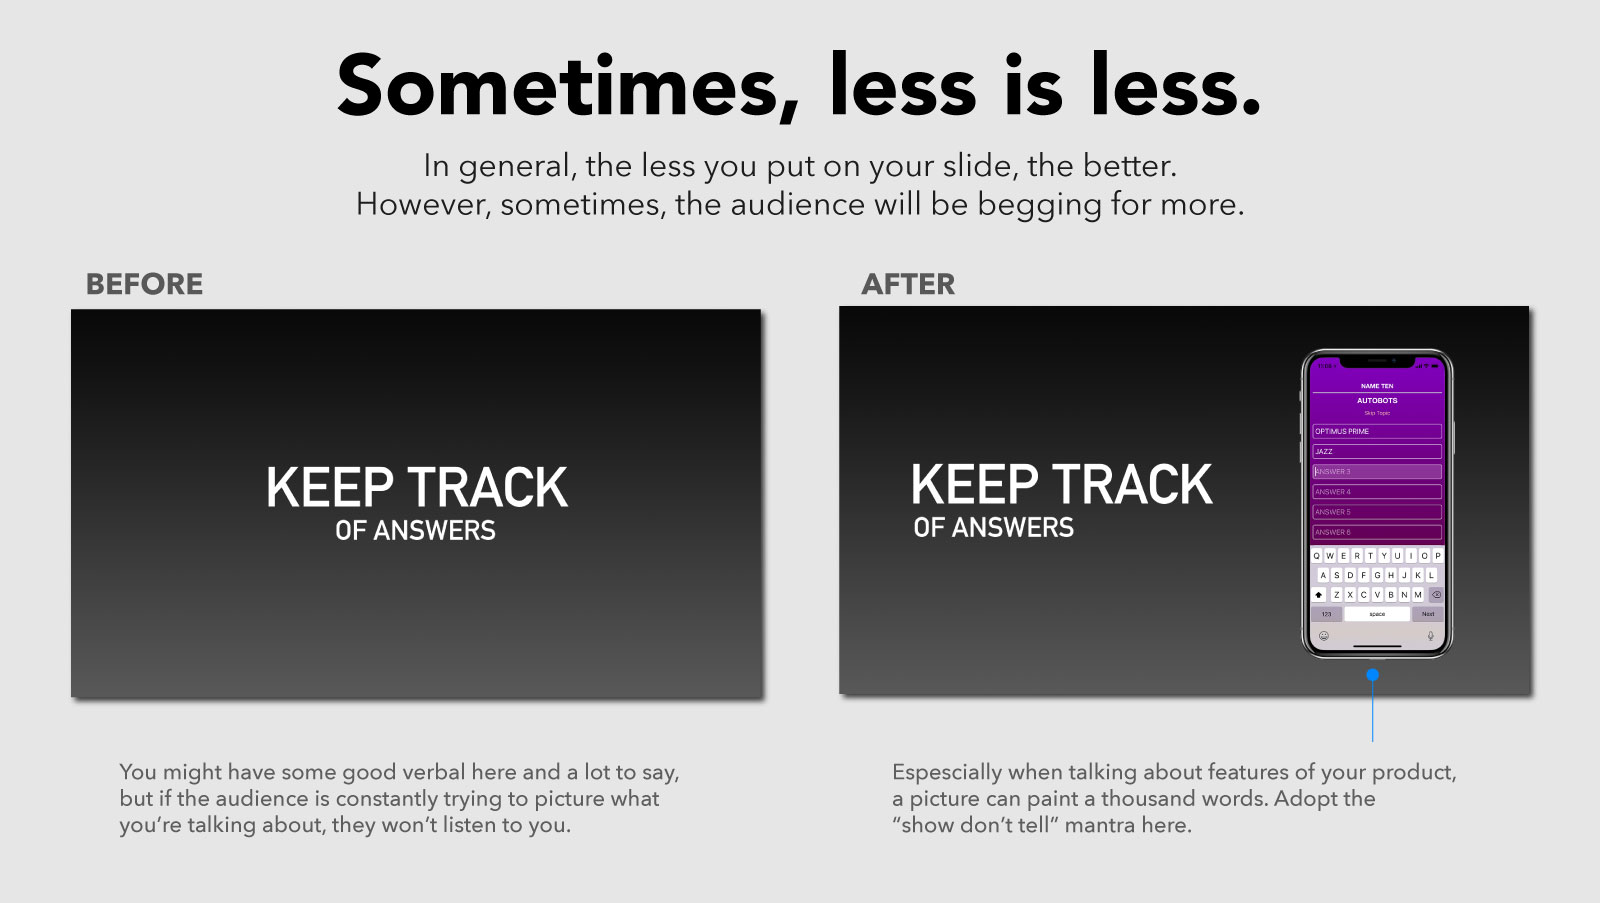 Sometimes, less is less.
In general, the less you put on your slide, the better.
However, sometimes, the audience will be begging for more.
BEFORE
KEEP TRACK
OF ANSWERS
You might have some good verbal here and a lot to say,
but if the audience is constantly trying to picture what
you’re talking about, they won’t listen to you.
AFTER
KEEP TRACK
OF ANSWERS
NAME TEN
AUTOBOTS
Skip Topic
OPTIMUS PRIME
JAZZ
ANSWER 3
ANSWER 4
ANSWER 5
ANSWER 6
Q W E R T Y U I O P
A S D F G H J K L
Z X C V B N M
123 space Next
Espescially when talking about features of your product,
a picture can paint a thousand words. Adopt the
“show don’t tell“ mantra here.